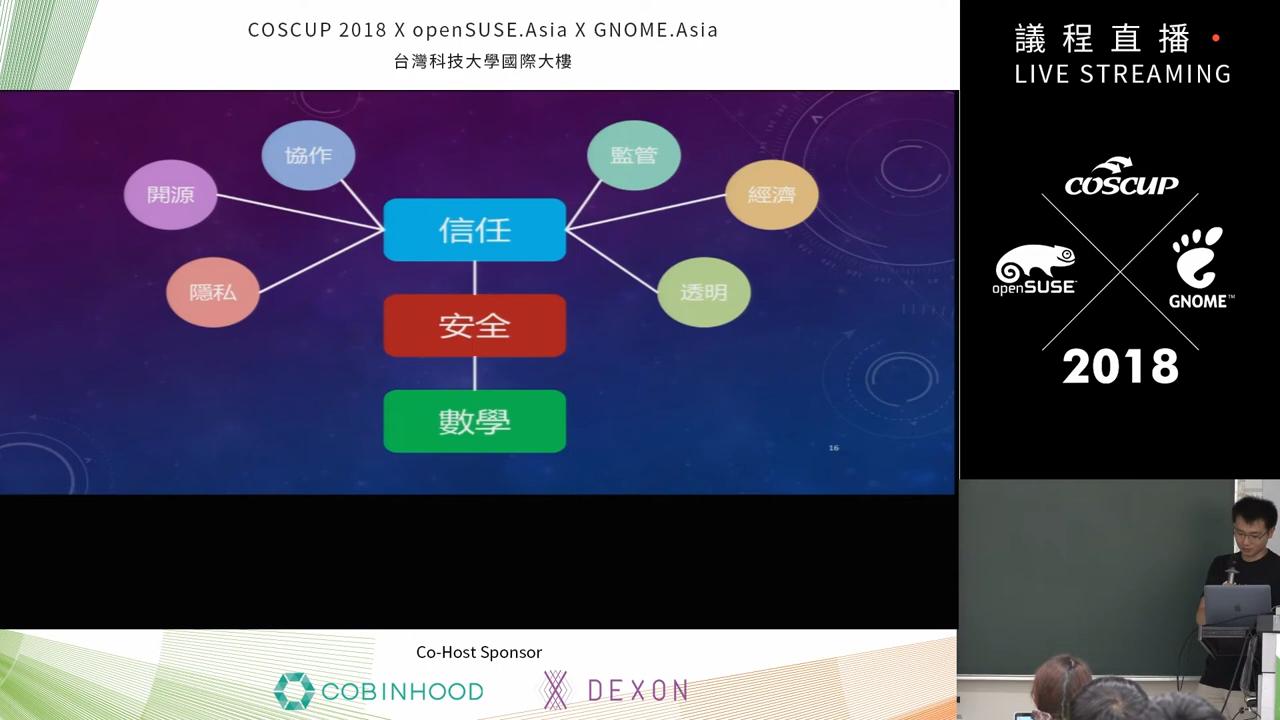 COSCUP 2018 X openSUSE.Asia X GNOME.Asia
台灣科技大學國際大樓
議程直播
LIVE STREAMING
協作
監管
開源
經濟
信任
隱私
透明
安全
數學
16
COSCUP
openSUSE
GNOME™
2018
Co-Host Sponsor
COBINHOOD
DEXON